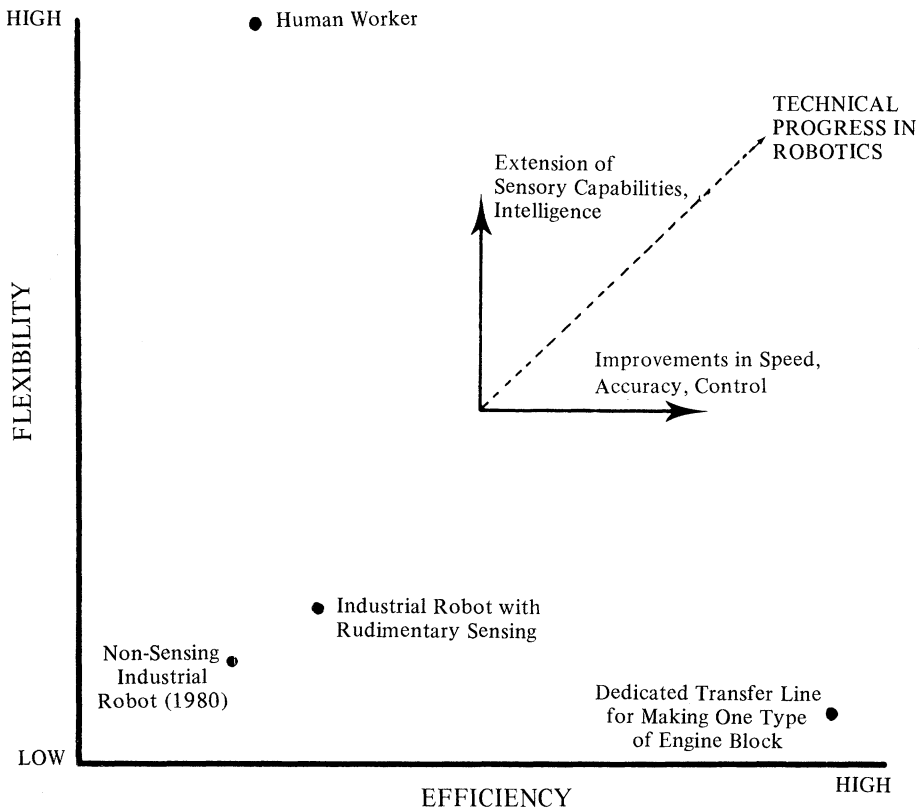 HIGH
Human Worker
TECHNICAL
PROGRESS IN
ROBOTICS
Extension of
Sensory Capabilities,
Intelligence
FLEXIBILITY
Improvements in Speed,
Accuracy, Control
Industrial Robot with
Rudimentary Sensing
Non-Sensing
Industrial
Robot (1980)
Dedicated Transfer Line
for Making One Type
of Engine Block
LOW
HIGH
EFFICIENCY